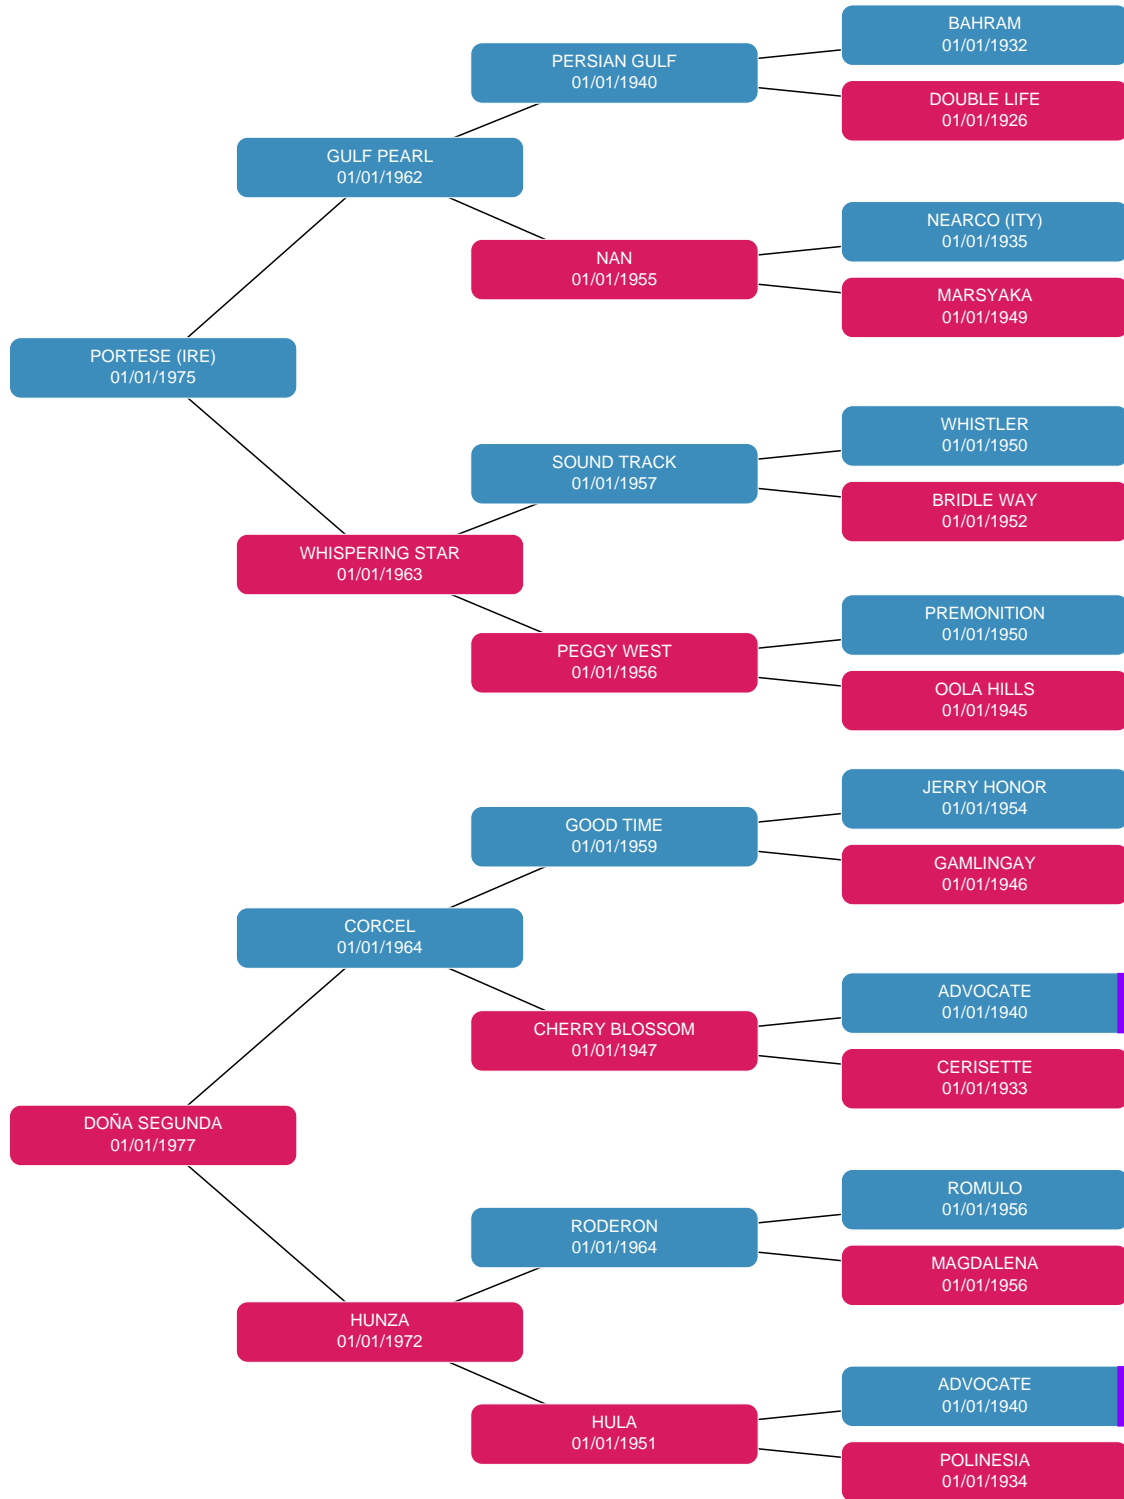 BAHRAM
01/01/1932
PERSIAN GULF
01/01/1940
DOUBLE LIFE
01/01/1926
GULF PEARL
01/01/1962
NEARCO (ITY)
01/01/1935
NAN
01/01/1955
MARSYAKA
01/01/1949
PORTESE (IRE)
01/01/1975
WHISTLER
01/01/1950
SOUND TRACK
01/01/1957
BRIDLE WAY
01/01/1952
WHISPERING STAR
01/01/1963
PREMONITION
01/01/1950
PEGGY WEST
01/01/1956
OOLA HILLS
01/01/1945
JERRY HONOR
01/01/1954
GOOD TIME
01/01/1959
GAMLINGAY
01/01/1946
CORCEL
01/01/1964
ADVOCATE
01/01/1940
CHERRY BLOSSOM
01/01/1947
CERISETTE
01/01/1933
DOÑA SEGUNDA
01/01/1977
ROMULO
01/01/1956
RODERON
01/01/1964
MAGDALENA
01/01/1956
HUNZA
01/01/1972
ADVOCATE
01/01/1940
HULA
01/01/1951
POLINESIA
01/01/1934